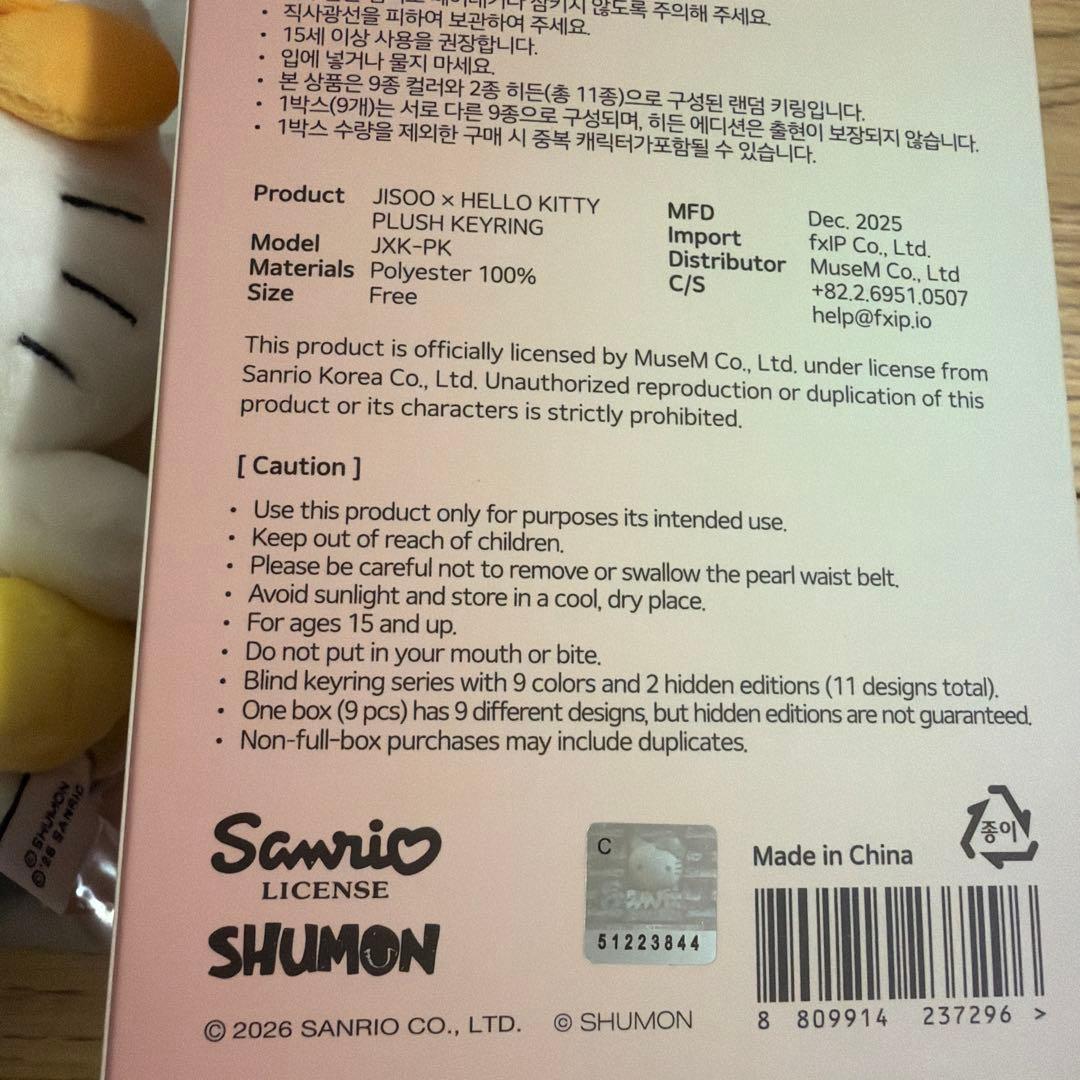 않도록 주의해 주세요.
• 직사광선을 피하여 보관하여 주세요.
• 15세 이상 사용을 권장합니다.
• 입에 넣거나 물지 마세요.
• 본 상품은 9종 컬러와 2종 히든(총 11종)으로 구성된 랜덤 키링입니다.
• 1박스(9개)는 서로 다른 9종으로 구성되며, 히든 에디션은 출현이 보장되지 않습니다.
• 1박스 수량을 제외한 구매 시 중복 캐릭터가포함될 수 있습니다.
Product JISOO × HELLO KITTY
PLUSH KEYRING
Model JXK-PK
Materials Polyester 100%
Size Free
MFD Dec. 2025
Import fxIP Co., Ltd.
Distributor MuseM Co., Ltd
C/S +82.2.6951.0507
help@fxip.io
This product is officially licensed by MuseM Co., Ltd. under license from
Sanrio Korea Co., Ltd. Unauthorized reproduction or duplication of this
product or its characters is strictly prohibited.
[ Caution ]
• Use this product only for purposes its intended use.
• Keep out of reach of children.
• Please be careful not to remove or swallow the pearl waist belt.
• Avoid sunlight and store in a cool, dry place.
• For ages 15 and up.
• Do not put in your mouth or bite.
• Blind keyring series with 9 colors and 2 hidden editions (11 designs total).
• One box (9 pcs) has 9 different designs, but hidden editions are not guaranteed.
• Non-full-box purchases may include duplicates.
© SHUMON
© '26 SANRIO
Sanrio
LICENSE
SHUMON
C
51223844
Made in China
종이
8 809914 237296 >
© 2026 SANRIO CO., LTD. © SHUMON